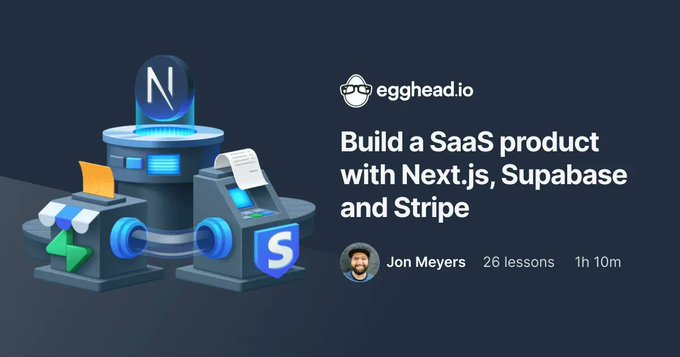 N
S
egghead.io
Build a SaaS product
with Next.js, Supabase
and Stripe
Jon Meyers 26 lessons 1h 10m